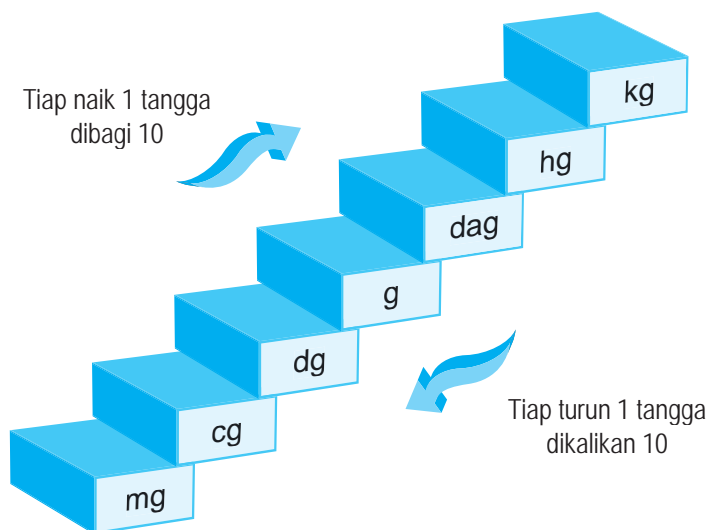 Tiap naik 1 tangga
dibagi 10
kg
hg
dag
g
dg
cg
mg
Tiap turun 1 tangga
dikalikan 10